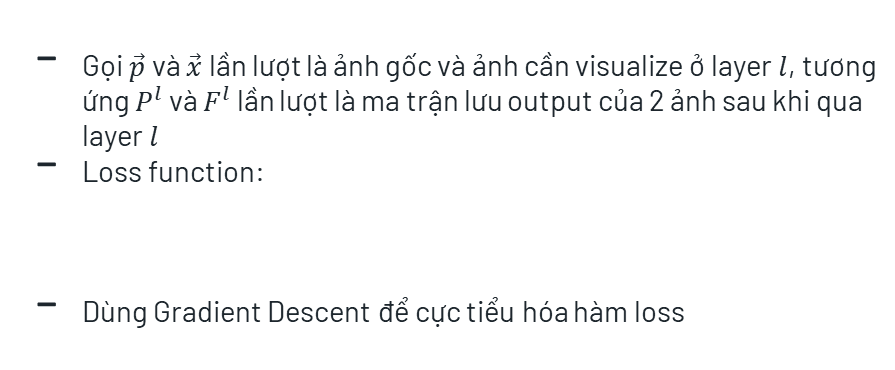 – Gọi p⃗ và x⃗ lần lượt là ảnh gốc và ảnh cần visualize ở layer l, tương
ứng Pˡ và Fˡ lần lượt là ma trận lưu output của 2 ảnh sau khi qua
layer l
– Loss function:
– Dùng Gradient Descent để cực tiểu hóa hàm loss